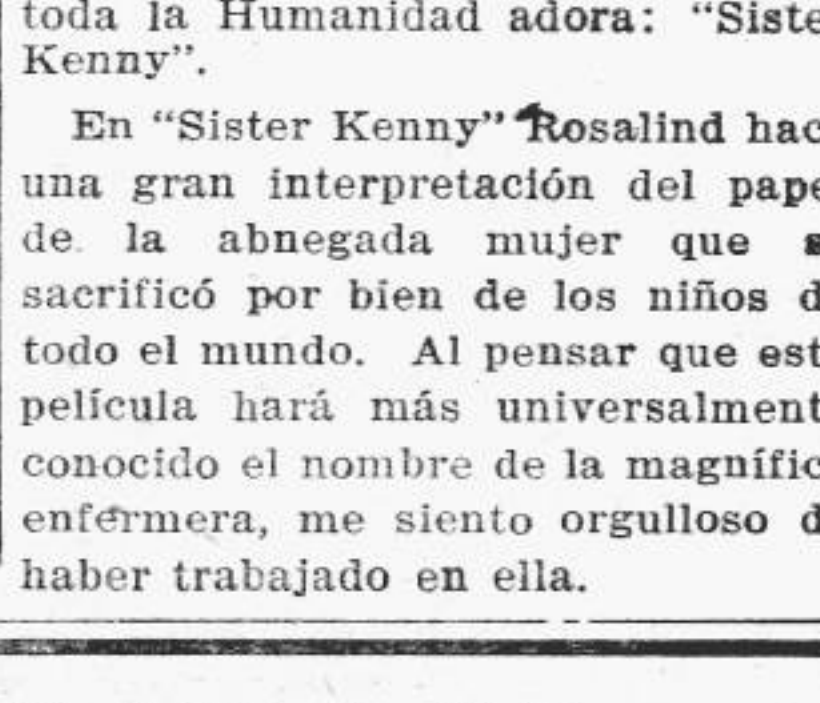 toda la Humanidad adora: "Siste
Kenny".
En "Sister Kenny" Rosalind hac
una gran interpretación del pape
de la abnegada mujer que s
sacrificó por bien de los niños d
todo el mundo. Al pensar que est
película hará más universalment
conocido el nombre de la magnífic
enfermera, me siento orgulloso d
haber trabajado en ella.